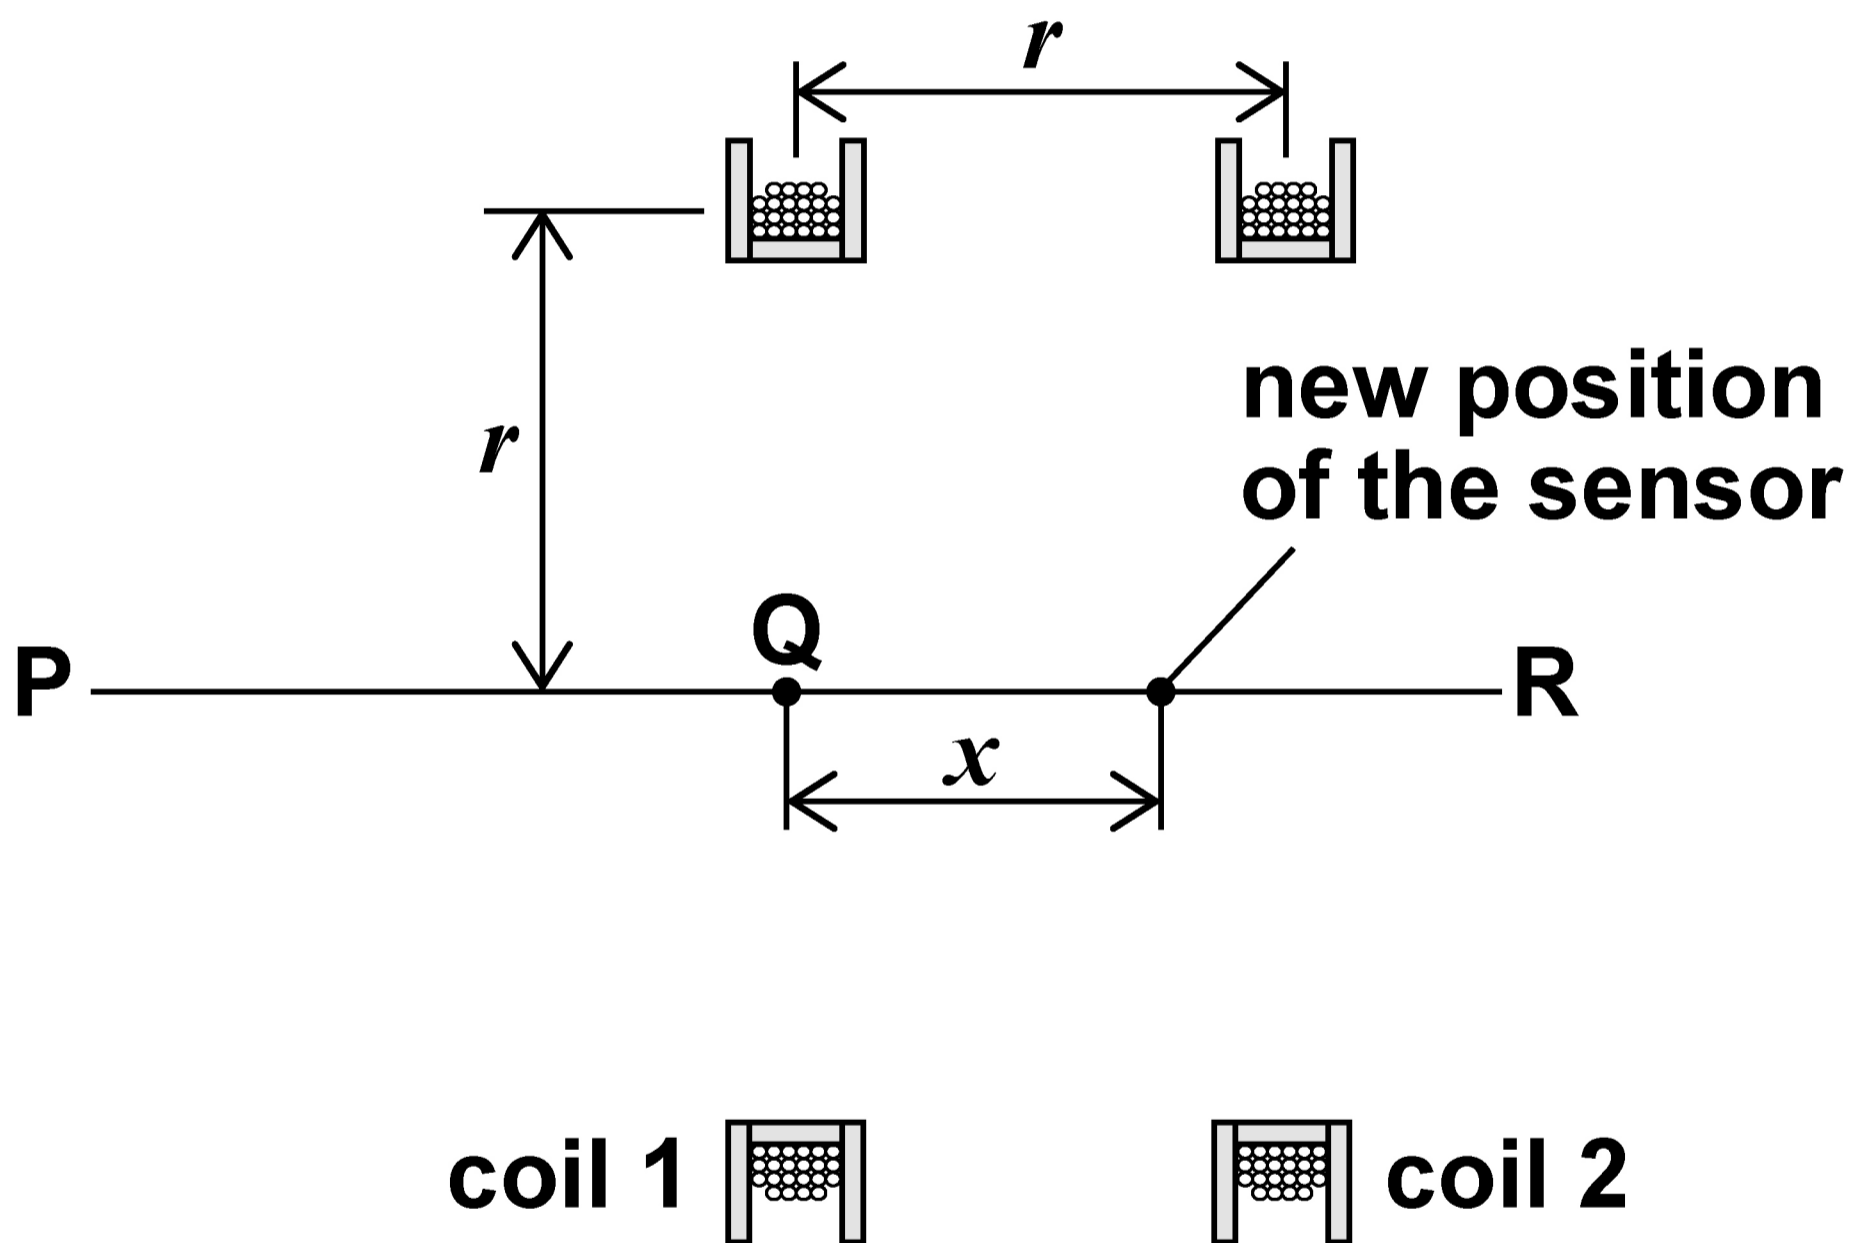 r
new position
of the sensor
r
Q
P
R
x
coil 1
coil 2